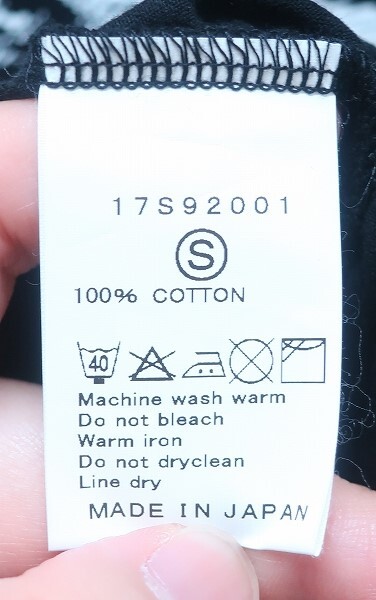 17S92001
S
100% COTTON
40
Machine wash warm
Do not bleach
Warm iron
Do not dryclean
Line dry
MADE IN JAPAN